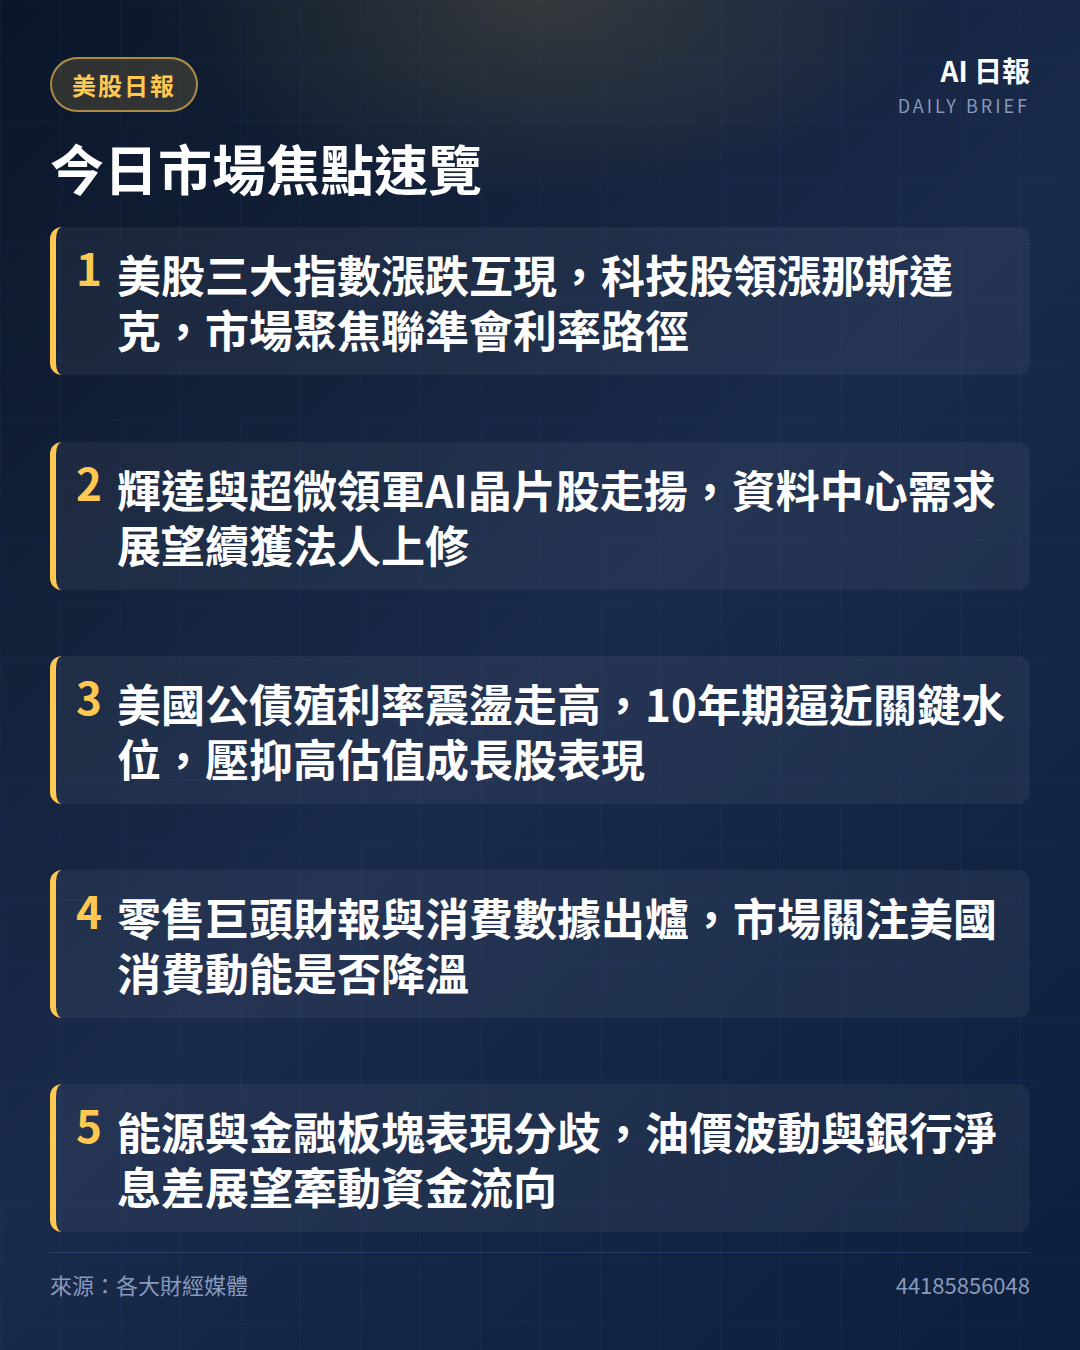 美股日報
AI 日報
DAILY BRIEF
今日市場焦點速覽
1 美股三大指數漲跌互現，科技股領漲那斯達
克，市場聚焦聯準會利率路徑
2 輝達與超微領軍AI晶片股走揚，資料中心需求
展望續獲法人上修
3 美國公債殖利率震盪走高，10年期逼近關鍵水
位，壓抑高估值成長股表現
4 零售巨頭財報與消費數據出爐，市場關注美國
消費動能是否降溫
5 能源與金融板塊表現分歧，油價波動與銀行淨
息差展望牽動資金流向
來源：各大財經媒體
44185856048